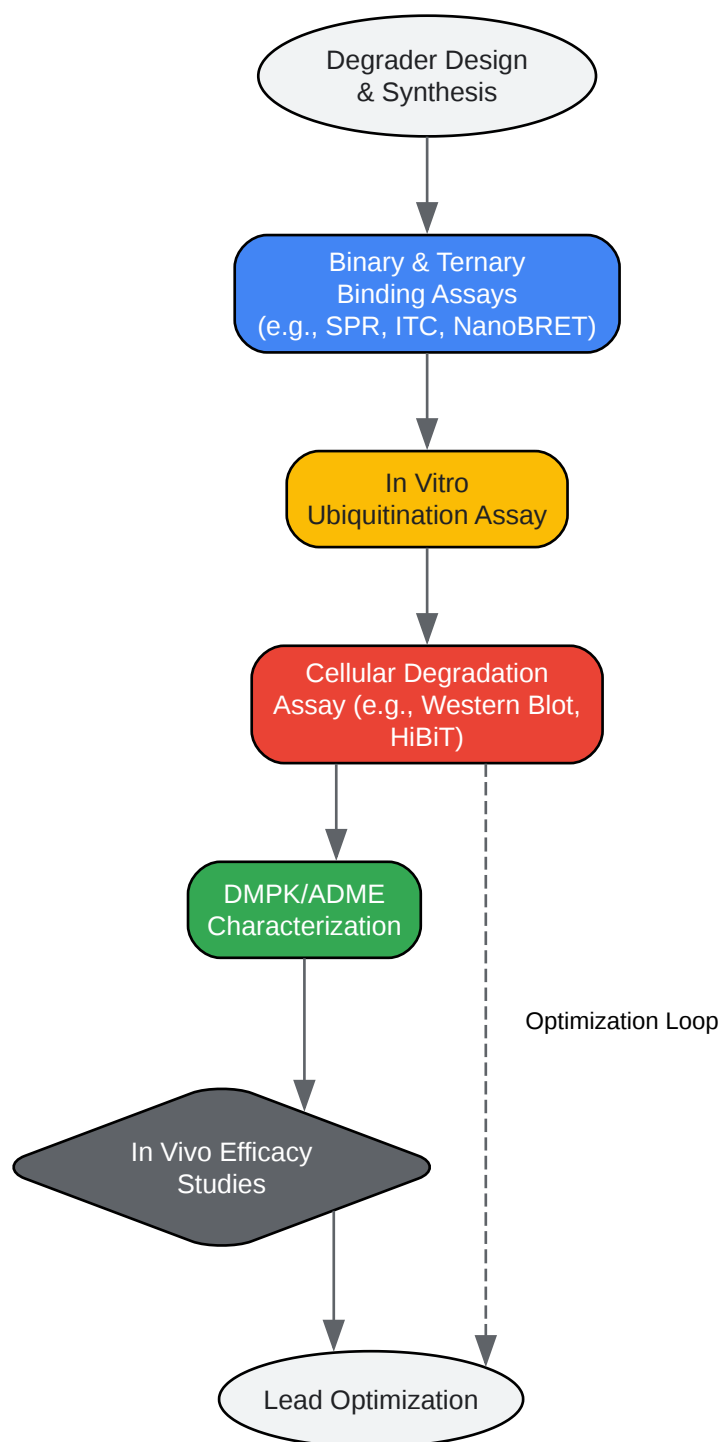 Degrader Design
& Synthesis
Binary & Ternary
Binding Assays
(e.g., SPR, ITC, NanoBRET)
In Vitro
Ubiquitination Assay
Cellular Degradation
Assay (e.g., Western Blot,
HiBiT)
DMPK/ADME
Characterization
Optimization Loop
In Vivo Efficacy
Studies
Lead Optimization